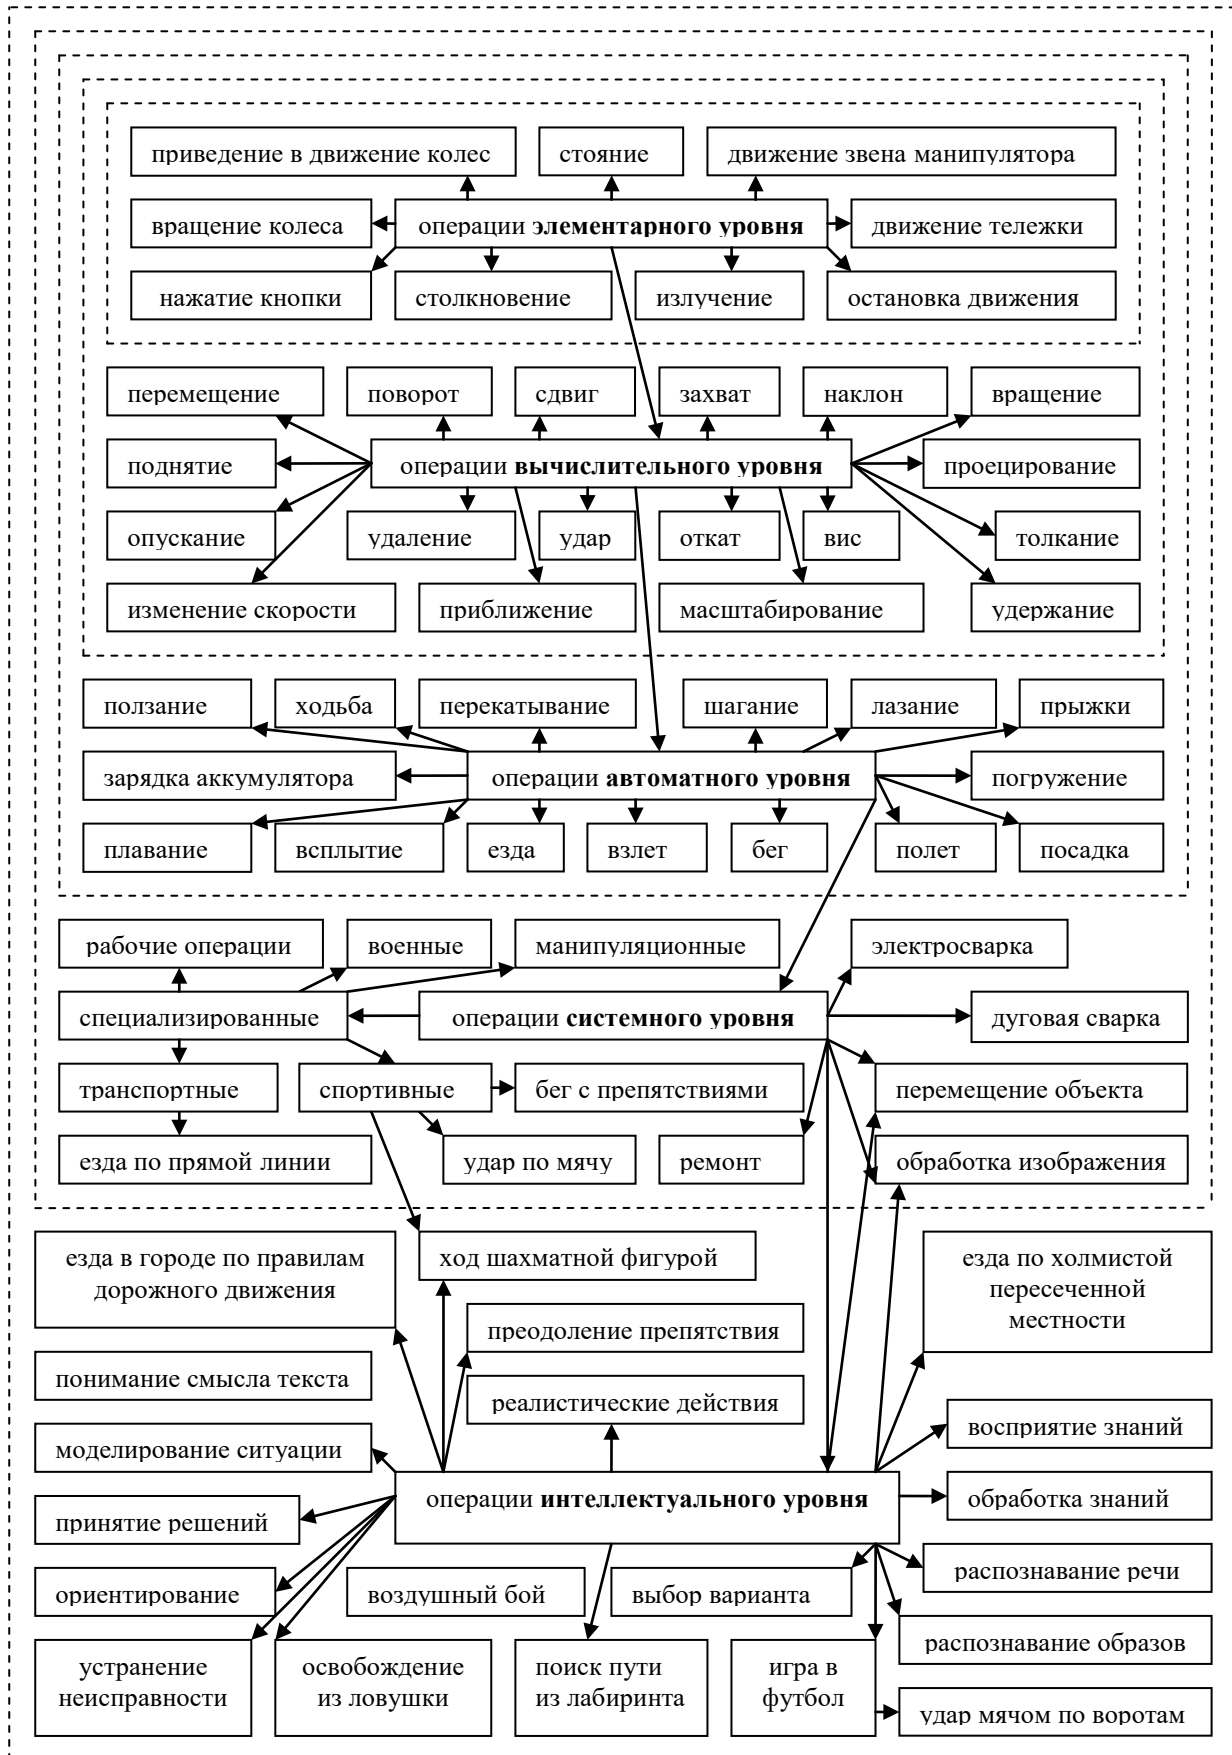 приведение в движение колес
стояние
движение звена манипулятора
вращение колеса
операции элементарного уровня
движение тележки
нажатие кнопки
столкновение
излучение
остановка движения
перемещение
поворот
сдвиг
захват
наклон
вращение
поднятие
операции вычислительного уровня
проецирование
опускание
удаление
удар
откат
вис
толкание
изменение скорости
приближение
масштабирование
удержание
ползание
ходьба
перекатывание
шагание
лазание
прыжки
зарядка аккумулятора
операции автоматного уровня
погружение
плавание
всплытие
езда
взлет
бег
полет
посадка
рабочие операции
военные
манипуляционные
электросварка
специализированные
операции системного уровня
дуговая сварка
транспортные
спортивные
бег с препятствиями
перемещение объекта
езда по прямой линии
удар по мячу
ремонт
обработка изображения
езда в городе по правилам
дорожного движения
ход шахматной фигурой
езда по холмистой
пересеченной
местности
преодоление препятствия
понимание смысла текста
реалистические действия
восприятие знаний
моделирование ситуации
операции интеллектуального уровня
обработка знаний
принятие решений
распознавание речи
ориентирование
воздушный бой
выбор варианта
распознавание образов
устранение
неисправности
освобождение
из ловушки
поиск пути
из лабиринта
игра в
футбол
удар мячом по воротам